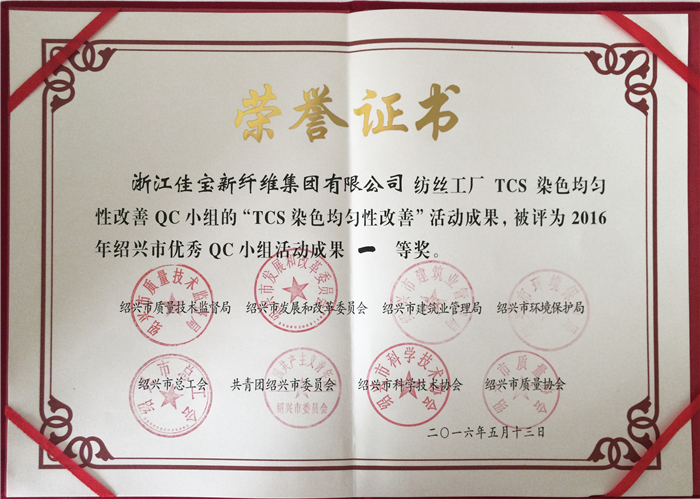 荣誉证书
浙江佳宝新纤维集团有限公司 纺丝工厂 TCS 染色均匀
性改善 QC 小组的“TCS 染色均匀性改善”活动成果，被评为 2016
年绍兴市优秀 QC 小组活动成果 一 等奖。
绍兴市质量技术监督局 绍兴市发展和改革委员会 绍兴市建筑业管理局 绍兴市环境保护局
绍兴市总工会 共青团绍兴市委员会 绍兴市科学技术协会 绍兴市质量协会
二〇一六年五月十三日